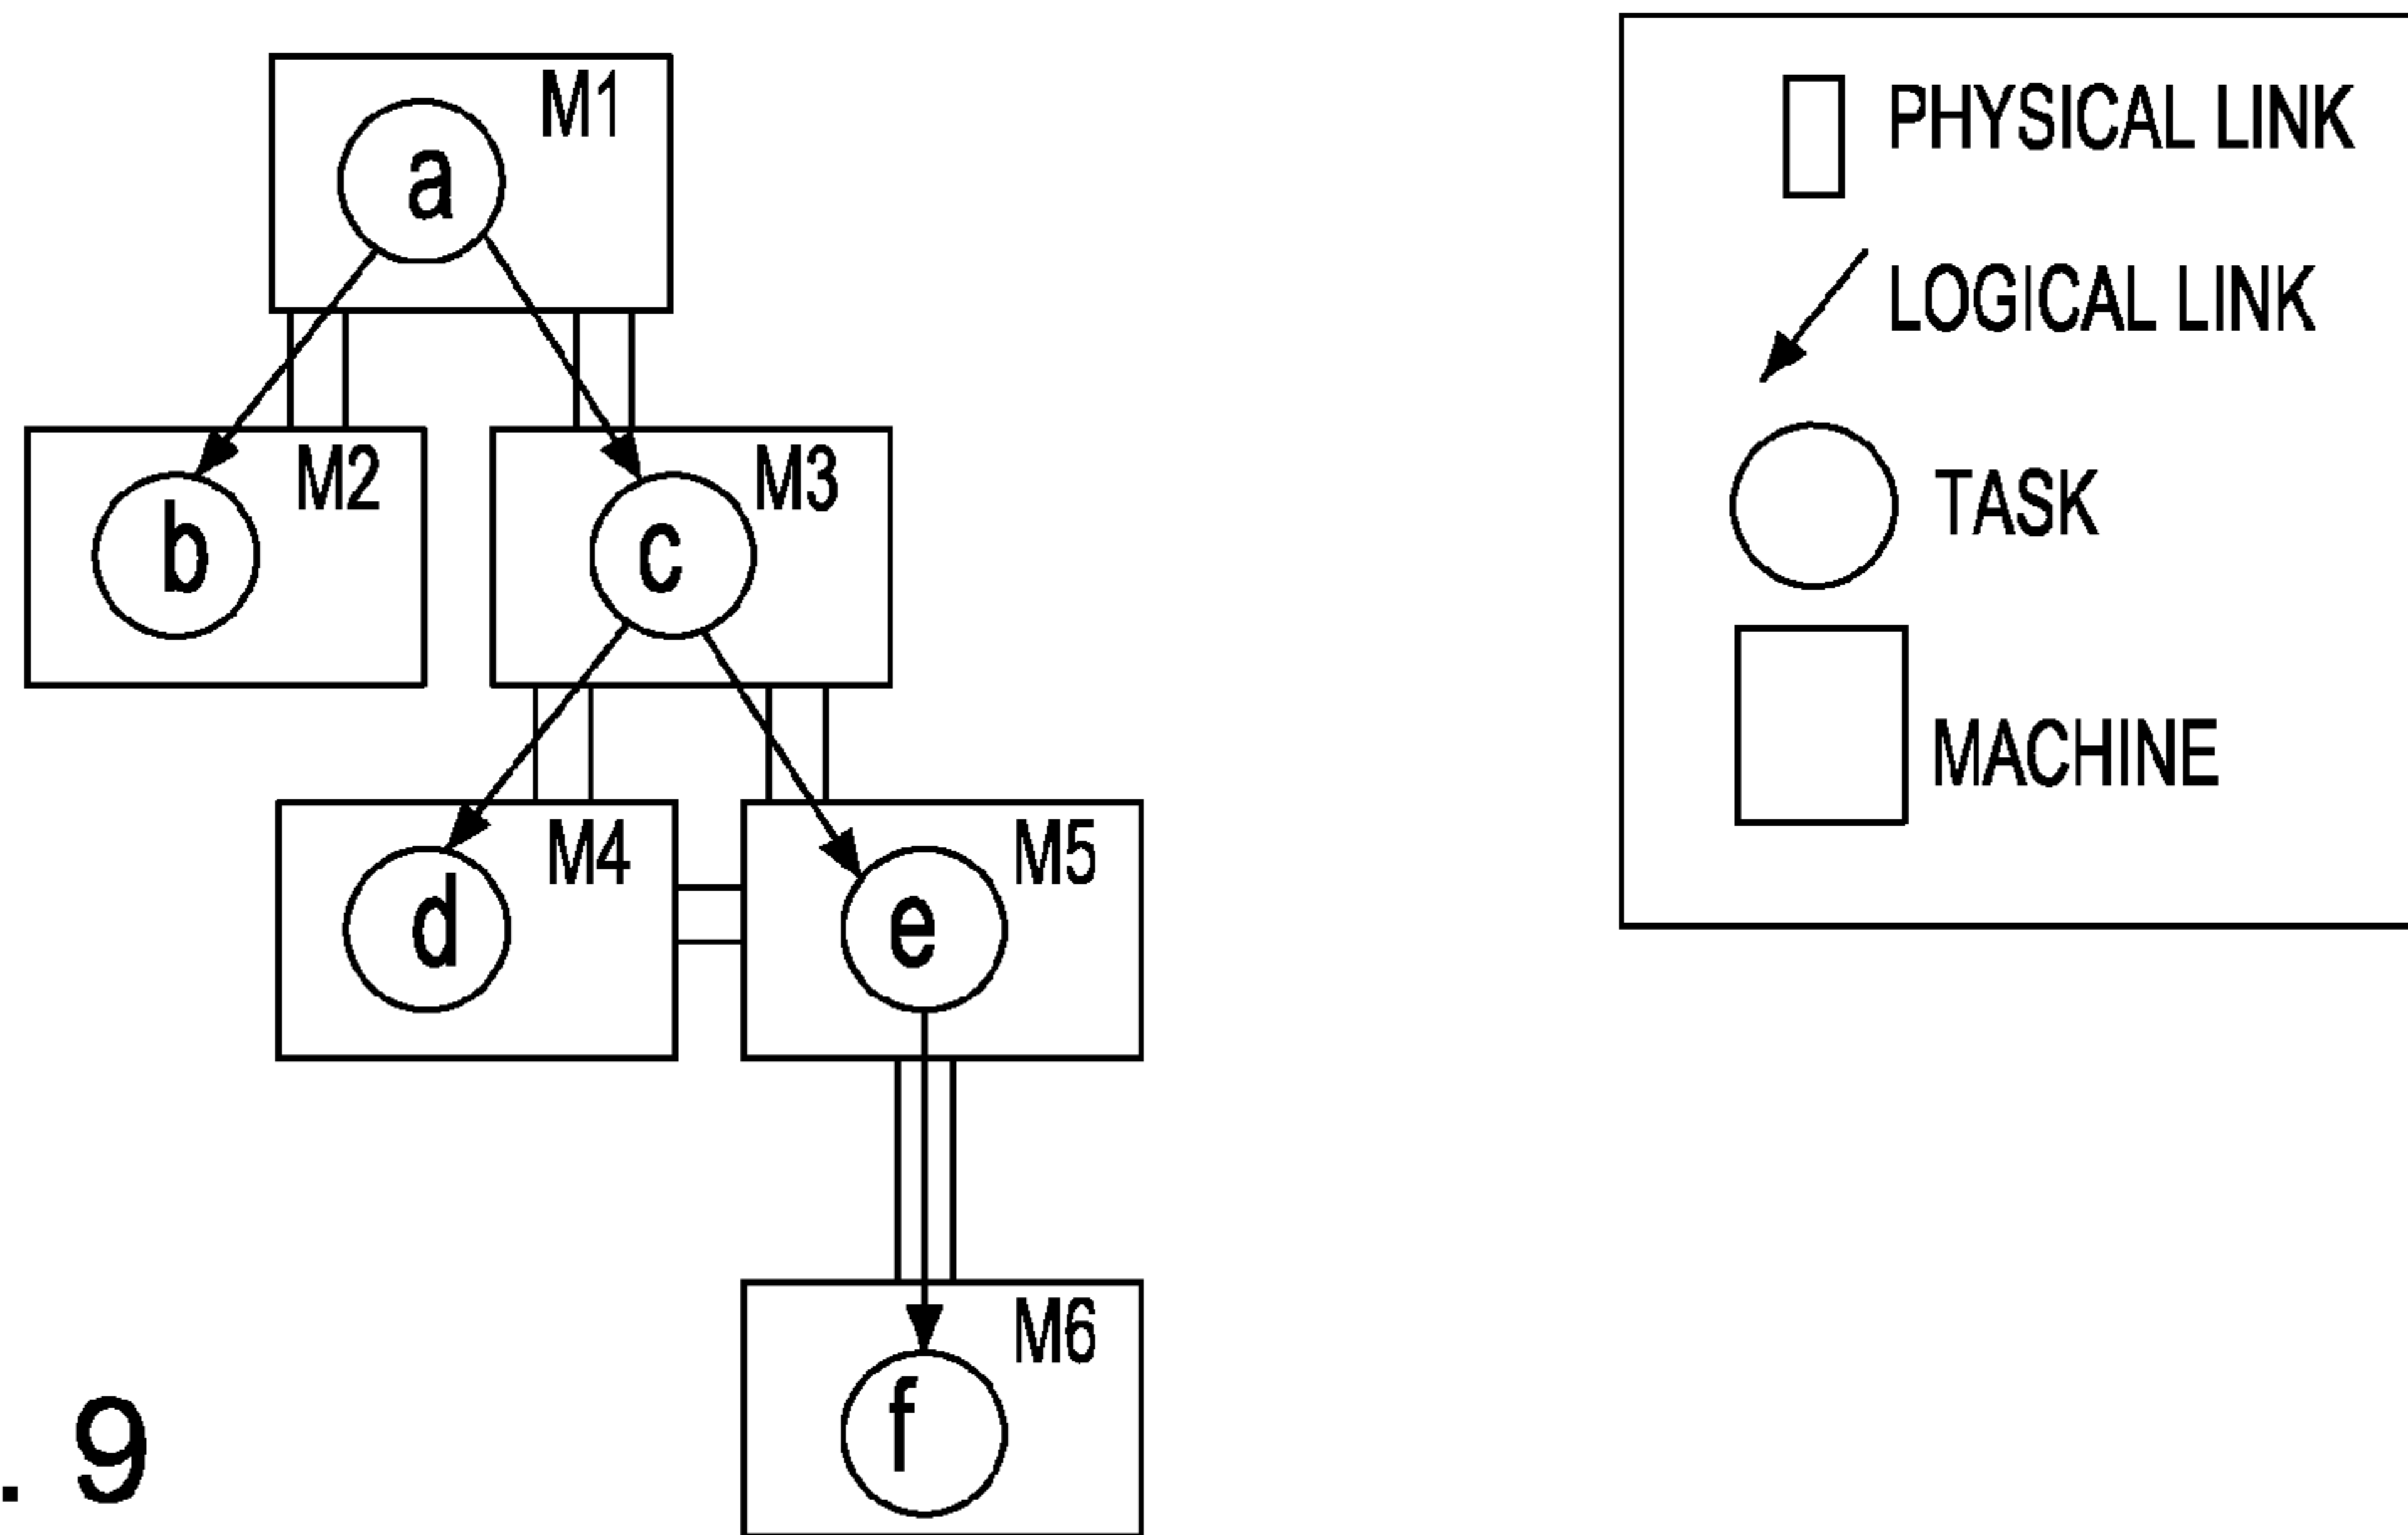 M1
a
M2
b
M3
c
M4
d
M5
e
M6
f
PHYSICAL LINK
LOGICAL LINK
TASK
MACHINE
. 9